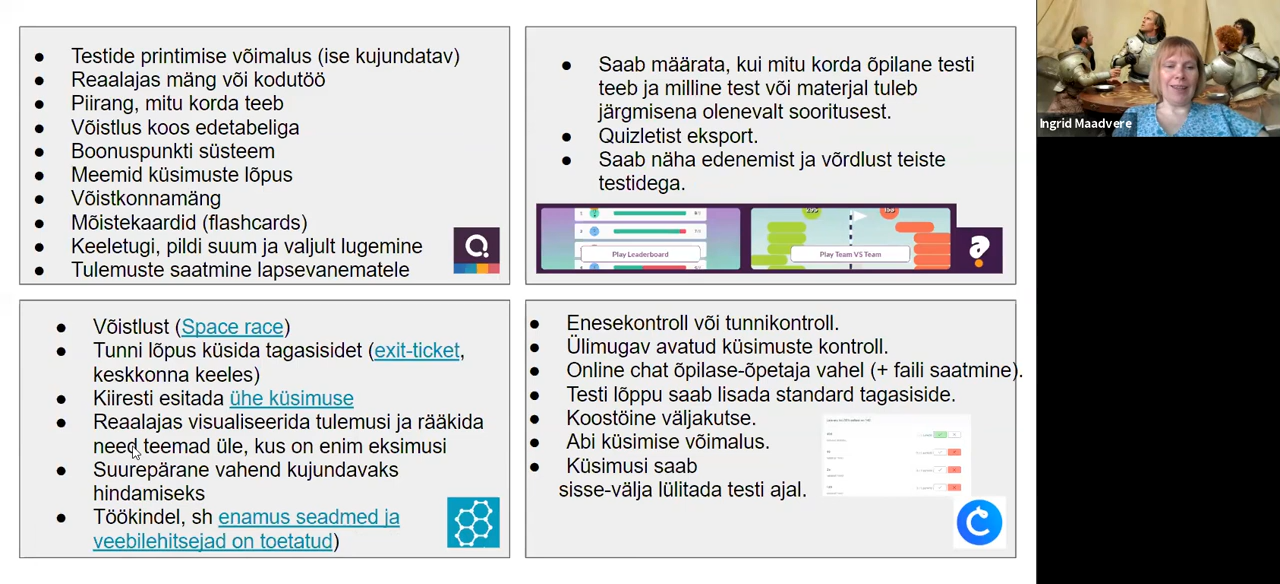 Testide printimise võimalus (ise kujundatav)
Reaalajas mäng või kodutöö
Piirang, mitu korda teeb
Võistlus koos edetabeliga
Boonuspunkti süsteem
Meemid küsimuste lõpus
Võistkonnamäng
Mõistekaardid (flashcards)
Keeletugi, pildi suum ja valjult lugemine
Tulemuste saatmine lapsevanematele
Saab määrata, kui mitu korda õpilane testi
teeb ja milline test või materjal tuleb
järgmisena olenevalt sooritusest.
Quizletist eksport.
Saab näha edenemist ja võrdlust teiste
testidega.
Play Leaderboard
Play Team VS Team
Võistlust (Space race)
Tunni lõpus küsida tagasisidet (exit-ticket,
keskkonna keeles)
Kiiresti esitada ühe küsimuse
Reaalajas visualiseerida tulemusi ja rääkida
need teemad üle, kus on enim eksimusi
Suurepärane vahend kujundavaks
hindamiseks
Töökindel, sh enamus seadmed ja
veebilehitsejad on toetatud)
Enesekontroll või tunnikontroll.
Ülimugav avatud küsimuste kontroll.
Online chat õpilase-õpetaja vahel (+ faili saatmine).
Testi lõppu saab lisada standard tagasiside.
Koostöine väljakutse.
Abi küsimise võimalus.
Küsimusi saab
sisse-välja lülitada testi ajal.
Ingrid Maadvere